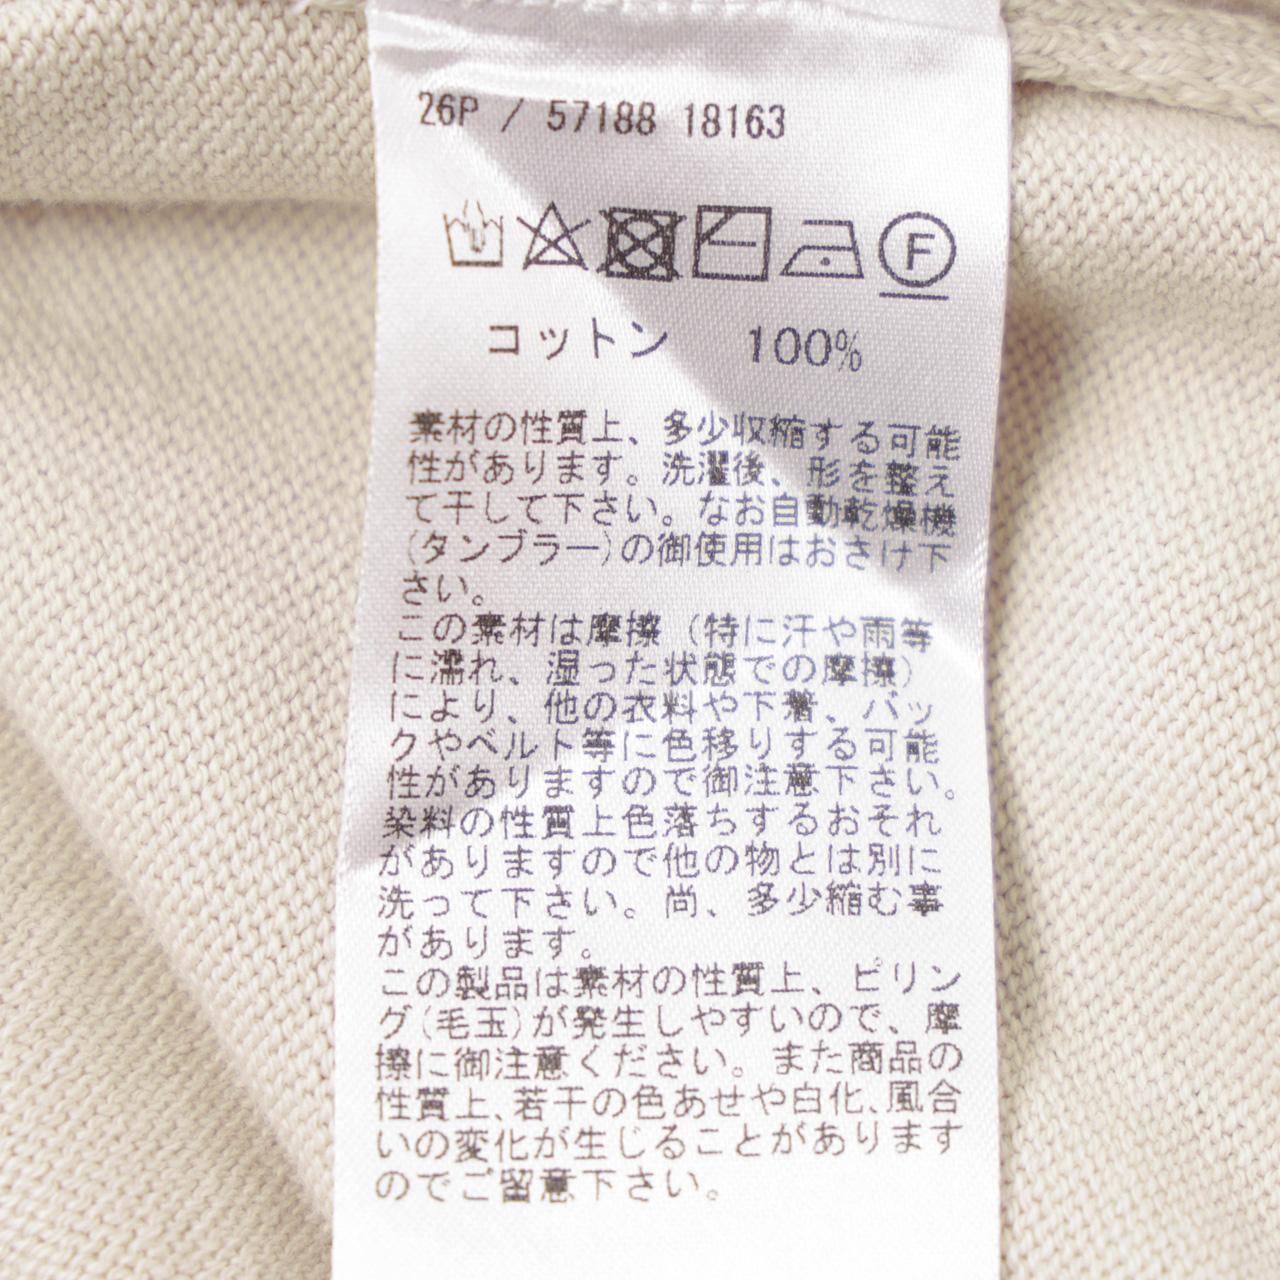 26P / 57188 18163
F
コットン 100%
素材の性質上、多少収縮する可能
性があります。洗濯後、形を整え
て干して下さい。なお自動乾燥機
(タンブラー)の御使用はおさけ下
さい。
この素材は摩擦（特に汗や雨等
に濡れ、湿った状態での摩擦）
により、他の衣料や下着、バッ
クやベルト等に色移りする可能
性がありますので御注意下さい。
染料の性質上色落ちするおそれ
がありますので他の物とは別に
洗って下さい。尚、多少縮む事
があります。
この製品は素材の性質上、ピリン
グ(毛玉)が発生しやすいので、摩
擦に御注意ください。また商品の
性質上、若干の色あせや白化、風合
いの変化が生じることがあります
のでご留意下さい。